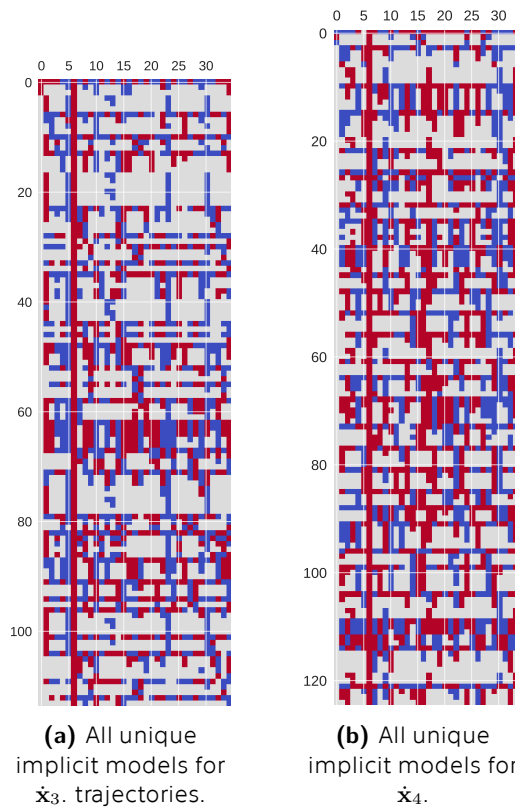 0 5 10 15 20 25 30
0
20
40
60
80
100
(a) All unique
implicit models for
ẋ₃. trajectories.
0 5 10 15 20 25 30
0
20
40
60
80
100
120
(b) All unique
implicit models for
ẋ₄.